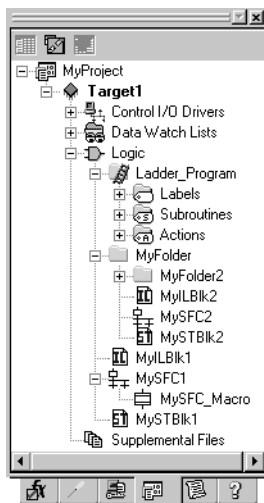 MyProject
Target1
Control I/O Drivers
Data Watch Lists
Logic
Ladder_Program
Labels
Subroutines
Actions
MyFolder
MyFolder2
MyILBlk2
MySFC2
MySTBlk2
MyILBlk1
MySFC1
MySFC_Macro
MySTBlk1
Supplemental Files